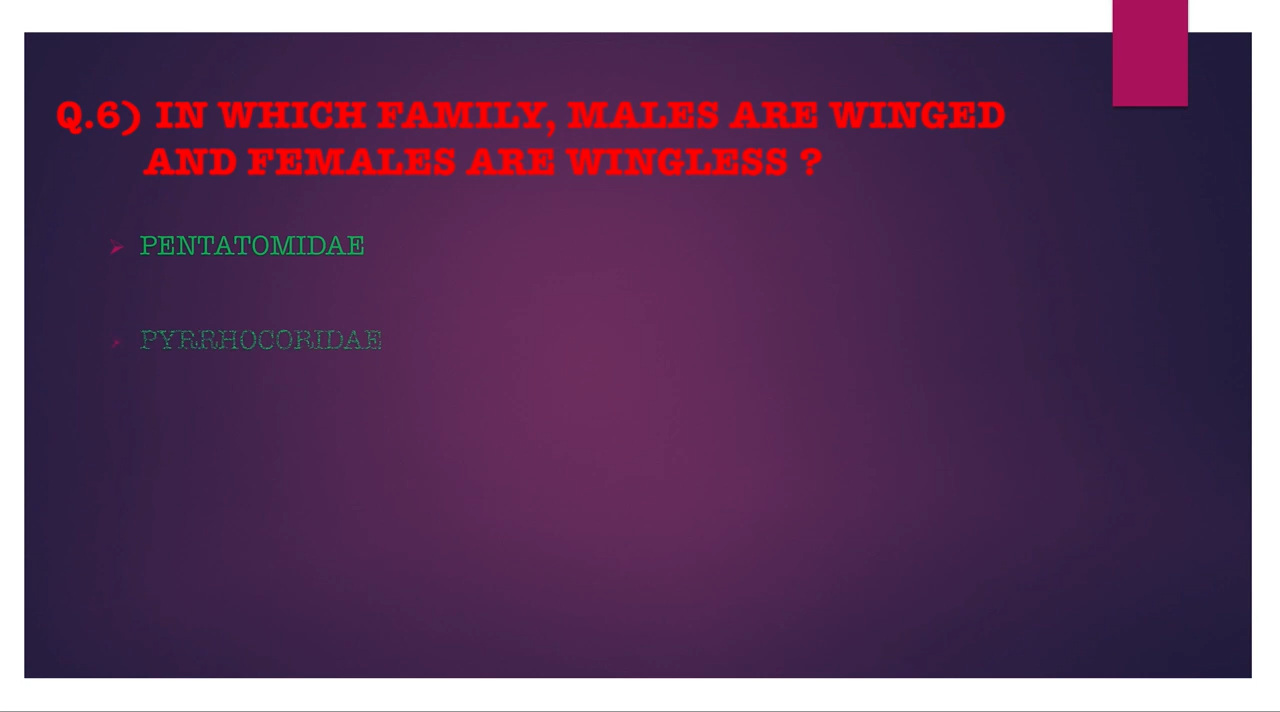 Q.6) IN WHICH FAMILY, MALES ARE WINGED
AND FEMALES ARE WINGLESS ?
PENTATOMIDAE
PYRRHOCORIDAE